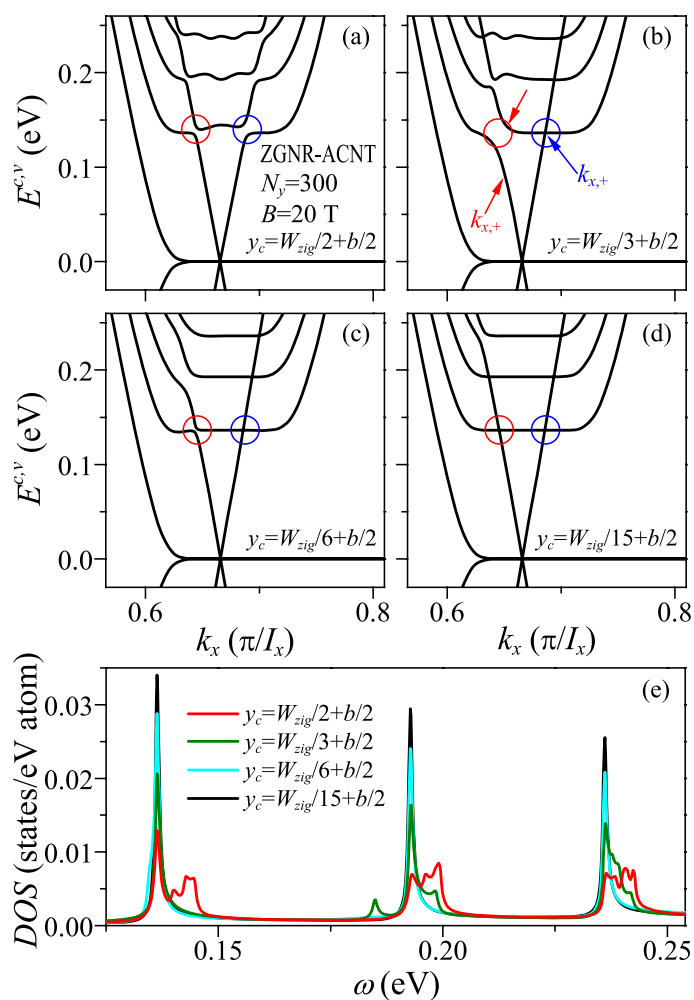 (a)
(b)
0.2
0.1
0.0
E^{c,v} (eV)
ZGNR-ACNT
N_y=300
B=20 T
y_c=W_{zig}/2+b/2
k_{x,+}
k_{x,+}
y_c=W_{zig}/3+b/2
(c)
(d)
0.2
0.1
0.0
E^{c,v} (eV)
y_c=W_{zig}/6+b/2
y_c=W_{zig}/15+b/2
0.6 0.8 0.6 0.8
k_x (π/I_x) k_x (π/I_x)
(e)
0.03
0.02
0.01
0.00
DOS (states/eV atom)
y_c=W_{zig}/2+b/2
y_c=W_{zig}/3+b/2
y_c=W_{zig}/6+b/2
y_c=W_{zig}/15+b/2
0.15 0.20 0.25
ω (eV)